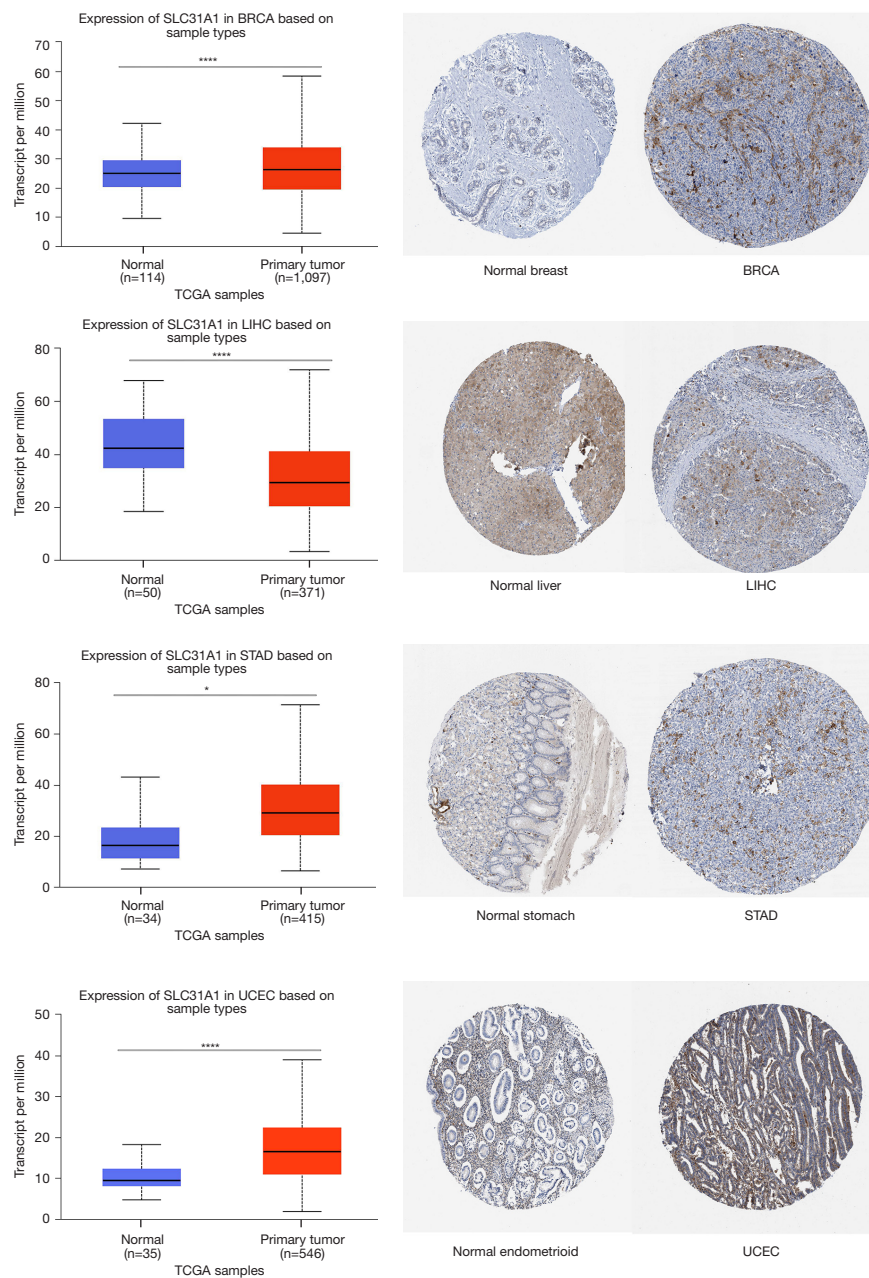 Expression of SLC31A1 in BRCA based on
sample types
Transcript per million
70
60
50
40
30
20
10
0
****
Normal
(n=114)
Primary tumor
(n=1,097)
TCGA samples
Normal breast
BRCA
Expression of SLC31A1 in LIHC based on
sample types
Transcript per million
80
60
40
20
0
****
Normal
(n=50)
Primary tumor
(n=371)
TCGA samples
Normal liver
LIHC
Expression of SLC31A1 in STAD based on
sample types
Transcript per million
80
60
40
20
0
*
Normal
(n=34)
Primary tumor
(n=415)
TCGA samples
Normal stomach
STAD
Expression of SLC31A1 in UCEC based on
sample types
Transcript per million
50
40
30
20
10
0
****
Normal
(n=35)
Primary tumor
(n=546)
TCGA samples
Normal endometrioid
UCEC